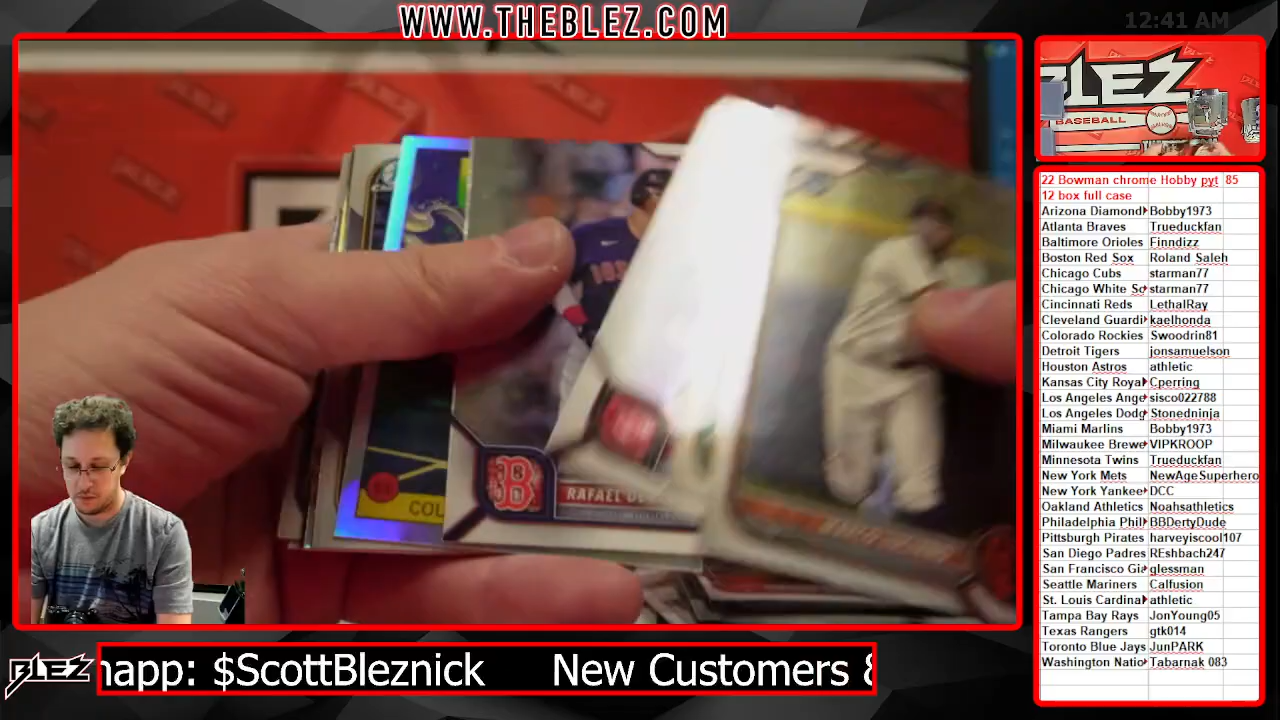 WWW.THEBLEZ.COM
12:41 AM
BLEZ
BASEBALL
22 Bowman chrome Hobby pyt 85
12 box full case
Arizona Diamond Bobby1973
Atlanta Braves Trueduckfan
Baltimore Orioles Finndizz
Boston Red Sox Roland Saleh
Chicago Cubs starman77
Chicago White So starman77
Cincinnati Reds LethalRay
Cleveland Guardi kaelhonda
Colorado Rockies Swoodrin81
Detroit Tigers jonsamuelson
Houston Astros athletic
Kansas City Roya Cperring
Los Angeles Ange sisco022788
Los Angeles Dodg Stonedninja
Miami Marlins Bobby1973
Milwaukee Brewe VIPKROOP
Minnesota Twins Trueduckfan
New York Mets NewAgeSuperhero
New York Yankee DCC
Oakland Athletics Noahsathletics
Philadelphia Phil BBDertyDude
Pittsburgh Pirates harveyiscool107
San Diego Padres REshbach247
San Francisco Gia glessman
Seattle Mariners Calfusion
St. Louis Cardina athletic
Tampa Bay Rays JonYoung05
Texas Rangers gtk014
Toronto Blue Jays JunPARK
Washington Natio Tabarnak 083
B
RAFAEL DE
COL
BLEZ
napp: $ScottBleznick New Customers &